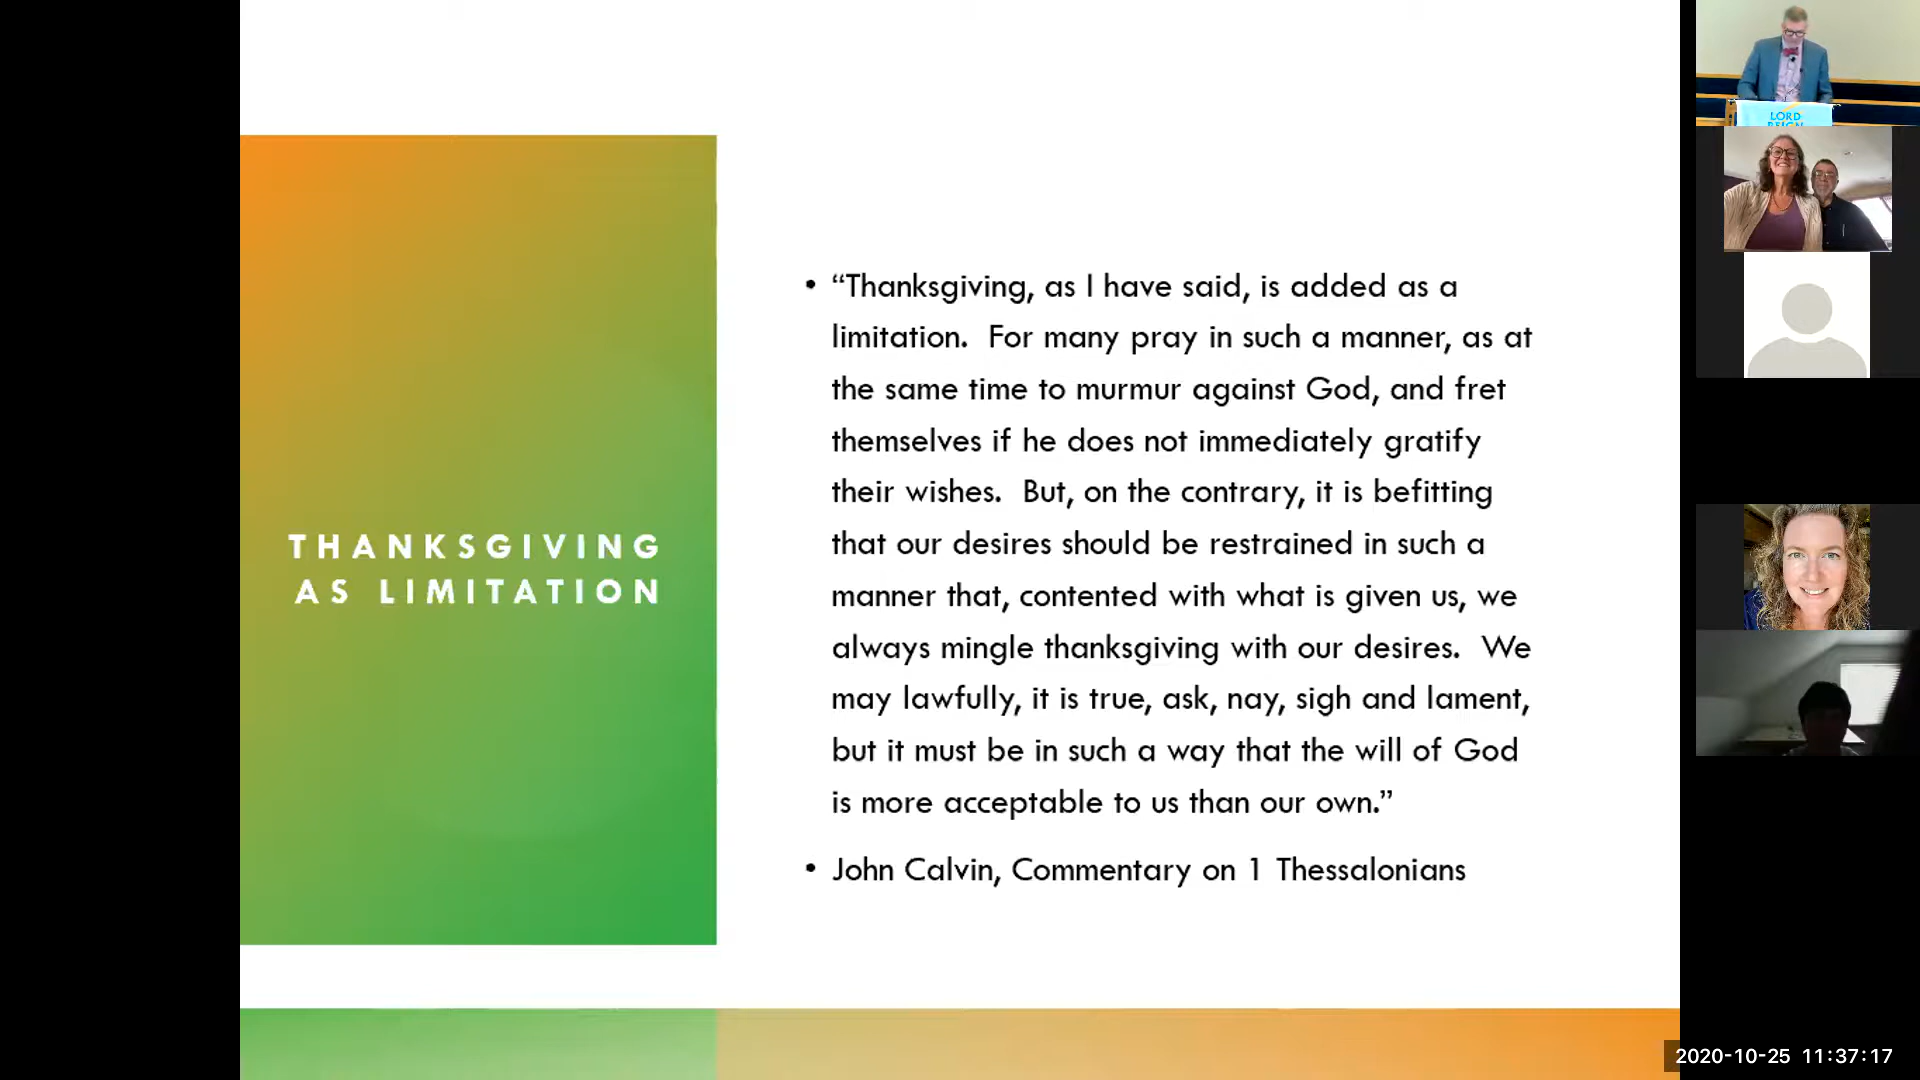 THANKSGIVING
AS LIMITATION
• “Thanksgiving, as I have said, is added as a
limitation.  For many pray in such a manner, as at
the same time to murmur against God, and fret
themselves if he does not immediately gratify
their wishes.  But, on the contrary, it is befitting
that our desires should be restrained in such a
manner that, contented with what is given us, we
always mingle thanksgiving with our desires.  We
may lawfully, it is true, ask, nay, sigh and lament,
but it must be in such a way that the will of God
is more acceptable to us than our own.”
• John Calvin, Commentary on 1 Thessalonians
LORD
REIGN
2020-10-25 11:37:17